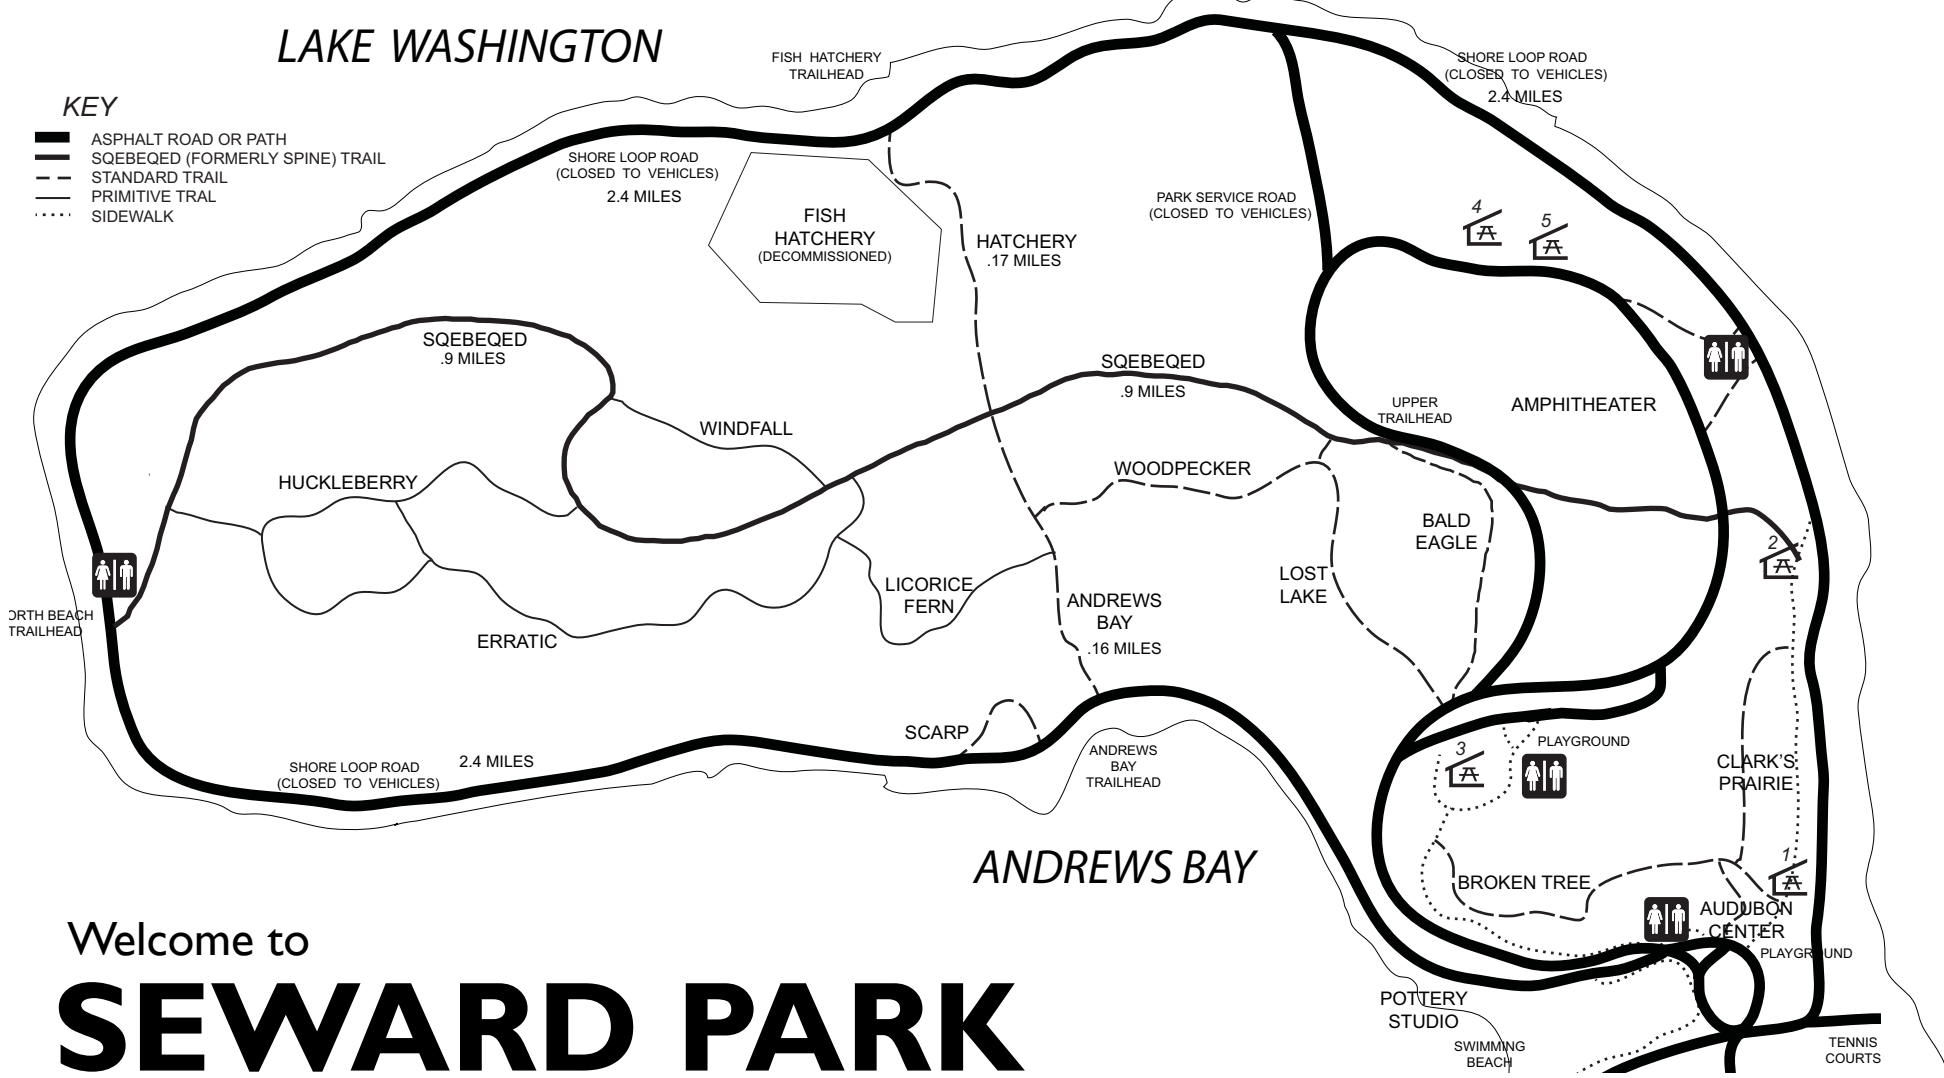 LAKE WASHINGTON
FISH HATCHERY
TRAILHEAD
SHORE LOOP ROAD
(CLOSED TO VEHICLES)
2.4 MILES
KEY
ASPHALT ROAD OR PATH
SQEBEQED (FORMERLY SPINE) TRAIL
STANDARD TRAIL
PRIMITIVE TRAL
SIDEWALK
SHORE LOOP ROAD
(CLOSED TO VEHICLES)
2.4 MILES
FISH
HATCHERY
(DECOMMISSIONED)
HATCHERY
.17 MILES
PARK SERVICE ROAD
(CLOSED TO VEHICLES)
4
5
SQEBEQED
.9 MILES
SQEBEQED
.9 MILES
UPPER
TRAILHEAD
AMPHITHEATER
WINDFALL
HUCKLEBERRY
WOODPECKER
BALD
EAGLE
2
LICORICE
FERN
LOST
LAKE
ANDREWS
BAY
.16 MILES
ORTH BEACH
TRAILHEAD
ERRATIC
SCARP
ANDREWS
BAY
TRAILHEAD
3
PLAYGROUND
CLARK'S
PRAIRIE
SHORE LOOP ROAD
(CLOSED TO VEHICLES)
2.4 MILES
ANDREWS BAY
1
BROKEN TREE
AUDUBON
CENTER
PLAYGROUND
POTTERY
STUDIO
SWIMMING
BEACH
TENNIS
COURTS
Welcome to
SEWARD PARK